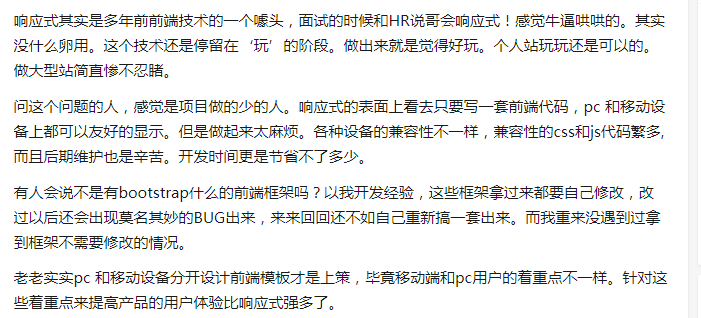 响应式其实是多年前前端技术的一个噱头，面试的时候和HR说哥会响应式！感觉牛逼哄哄的。其实
没什么卵用。这个技术还是停留在‘玩’的阶段。做出来就是觉得好玩。个人站玩玩还是可以的。
做大型站简直惨不忍睹。
问这个问题的人，感觉是项目做的少的人。响应式的表面上看去只要写一套前端代码，pc 和移动设
备上都可以友好的显示。但是做起来太麻烦。各种设备的兼容性不一样，兼容性的css和js代码繁多,
而且后期维护也是辛苦。开发时间更是节省不了多少。
有人会说不是有bootstrap什么的前端框架吗？以我开发经验，这些框架拿过来都要自己修改，改
过以后还会出现莫名其妙的BUG出来，来来回回还不如自己重新搞一套出来。而我重来没遇到过拿
到框架不需要修改的情况。
老老实实pc 和移动设备分开设计前端模板才是上策，毕竟移动端和pc用户的着重点不一样。针对这
些着重点来提高产品的用户体验比响应式强多了。